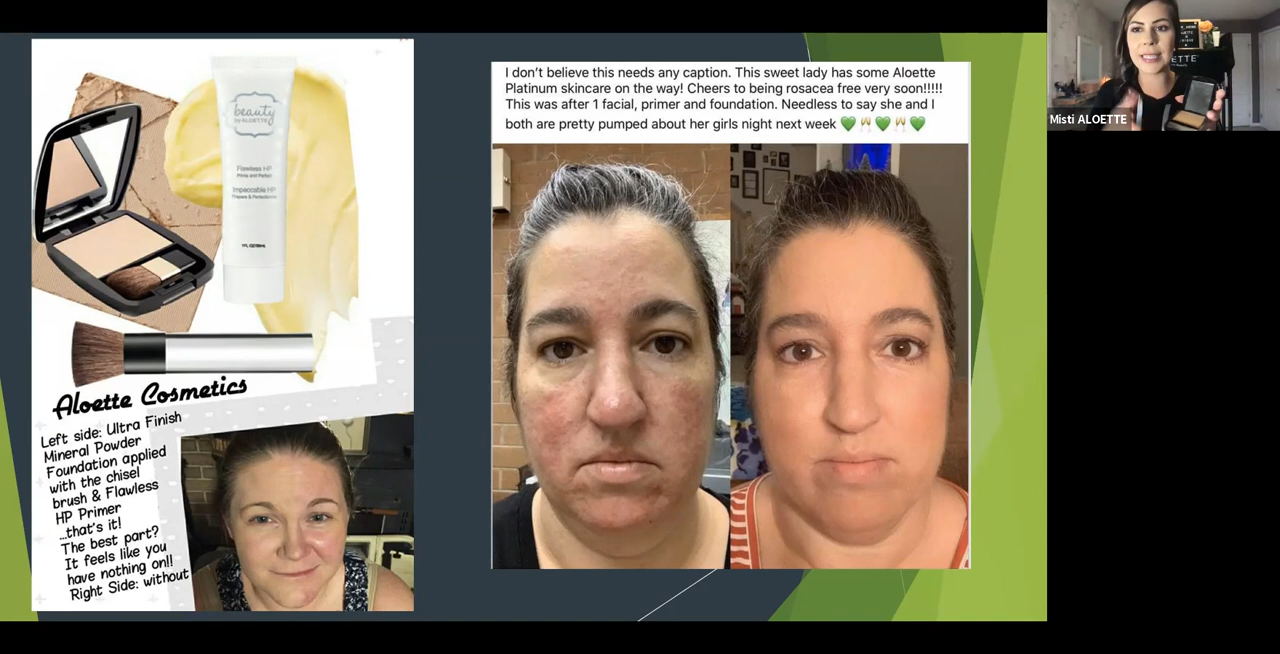 beauty
by ALOETTE
Flawless HP
Prime and Perfect
Impeccable HP
Prepare & Perfectionne
Aloette Cosmetics
Left side: Ultra Finish
Mineral Powder
Foundation applied
with the chisel
brush & Flawless
HP Primer
...that's it!
The best part?
It feels like you
have nothing on!!
Right Side: without
I don't believe this needs any caption. This sweet lady has some Aloette
Platinum skincare on the way! Cheers to being rosacea free very soon!!!!!
This was after 1 facial, primer and foundation. Needless to say she and I
both are pretty pumped about her girls night next week 💚🥂💚🥂💚
Misti ALOETTE